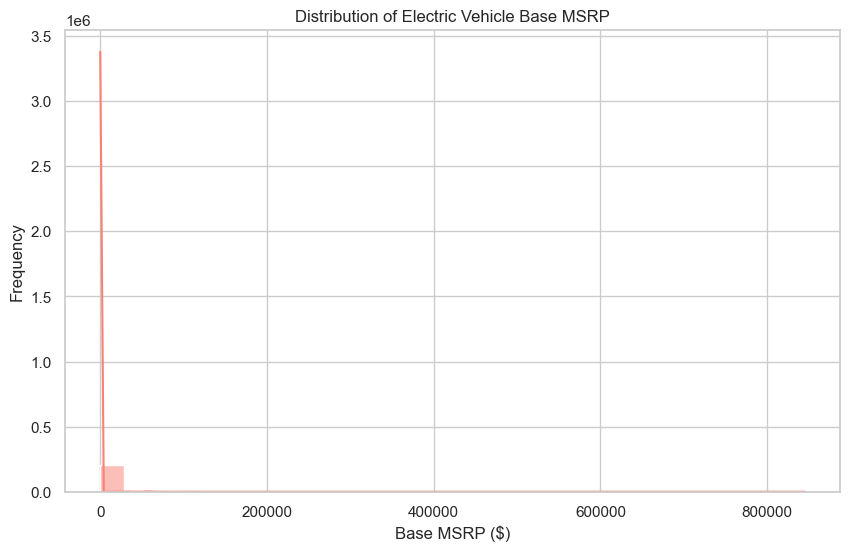 Distribution of Electric Vehicle Base MSRP
1e6
3.5
3.0
2.5
2.0
1.5
1.0
0.5
0.0
Frequency
0 200000 400000 600000 800000
Base MSRP ($)